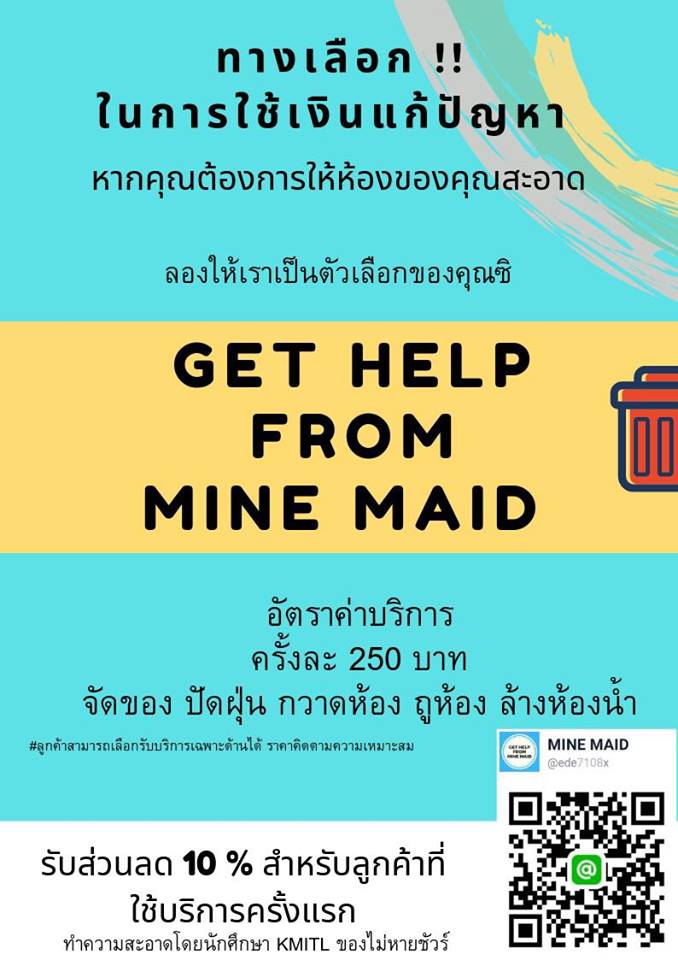 ทางเลือก !!
ในการใช้เงินแก้ปัญหา
หากคุณต้องการให้ห้องของคุณสะอาด
ลองให้เราเป็นตัวเลือกของคุณซิ
GET HELP
FROM
MINE MAID
อัตราค่าบริการ
ครั้งละ 250 บาท
จัดของ ปัดฝุ่น กวาดห้อง ถูห้อง ล้างห้องน้ำ
#ลูกค้าสามารถเลือกรับบริการเฉพาะด้านได้ ราคาคิดตามความเหมาะสม
GET HELP
FROM
MINE MAID
MINE MAID
@ede7108x
@
รับส่วนลด 10 % สำหรับลูกค้าที่
ใช้บริการครั้งแรก
ทำความสะอาดโดยนักศึกษา KMITL ของไม่หายชัวร์